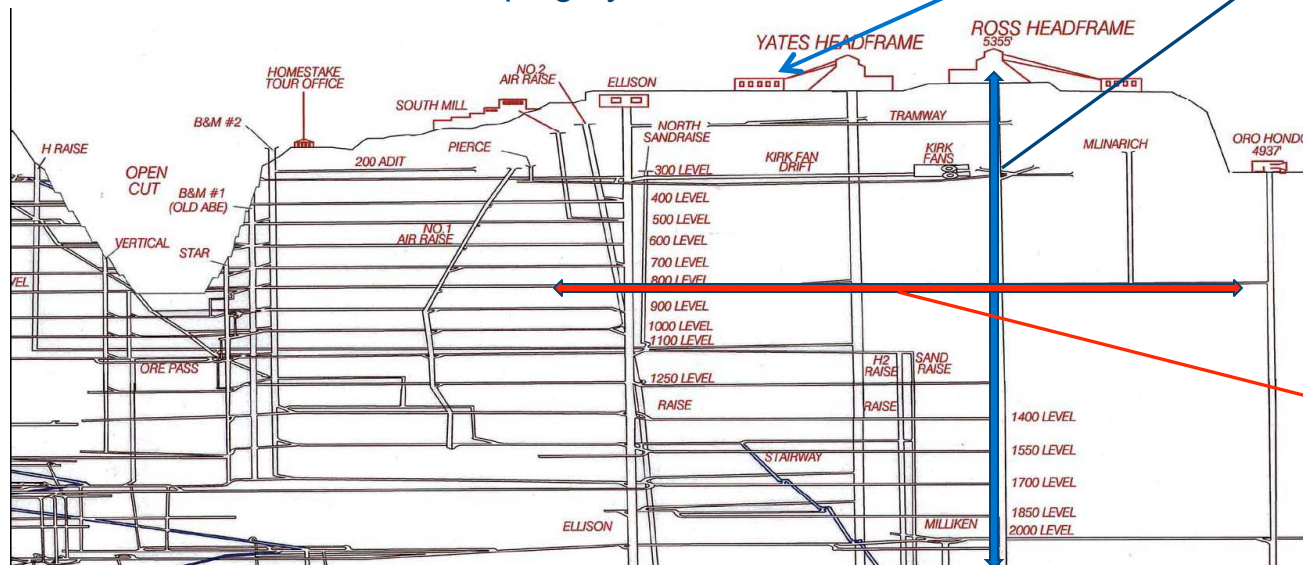 YATES HEADFRAME
ROSS HEADFRAME
5355'
HOMESTAKE
TOUR OFFICE
NO.2
AIR RAISE
ELLISON
SOUTH MILL
B&M #2
H RAISE
OPEN
CUT
200 ADIT
PIERCE
NORTH
SANDRAISE
TRAMWAY
KIRK FAN
DRIFT
KIRK
FANS
MLINARICH
4937'
B&M #1
(OLD ABE)
300 LEVEL
400 LEVEL
500 LEVEL
600 LEVEL
700 LEVEL
800 LEVEL
900 LEVEL
1000 LEVEL
1100 LEVEL
1250 LEVEL
NO.1
AIR RAISE
VERTICAL
STAR
ORE PASS
RAISE
H2
RAISE
SAND
RAISE
RAISE
1400 LEVEL
1550 LEVEL
1700 LEVEL
1850 LEVEL
2000 LEVEL
STAIRWAY
ELLISON
MILLIKEN
ORO